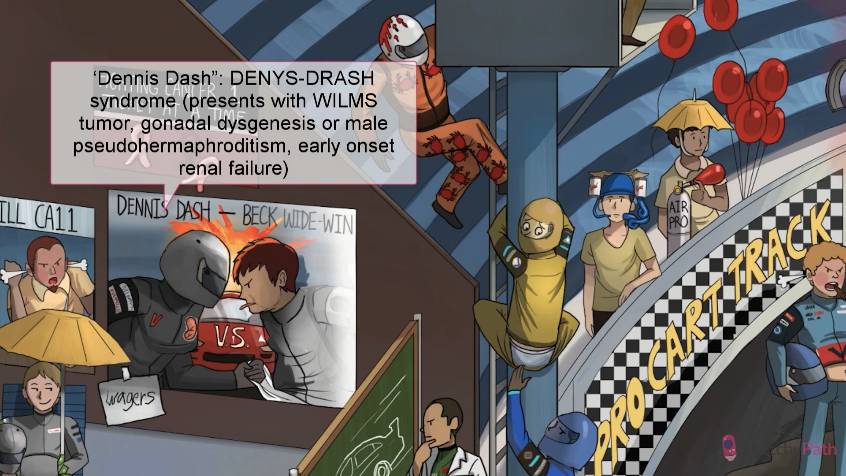 'Dennis Dash": DENYS-DRASH
syndrome (presents with WILMS
tumor, gonadal dysgenesis or male
pseudohermaphroditism, early onset
renal failure)
ILL CA11
DENNIS DASH — BECK WIDE-WIN
V
V.S.
wagers
AIR
PRO
PRO CART TRACK
Path